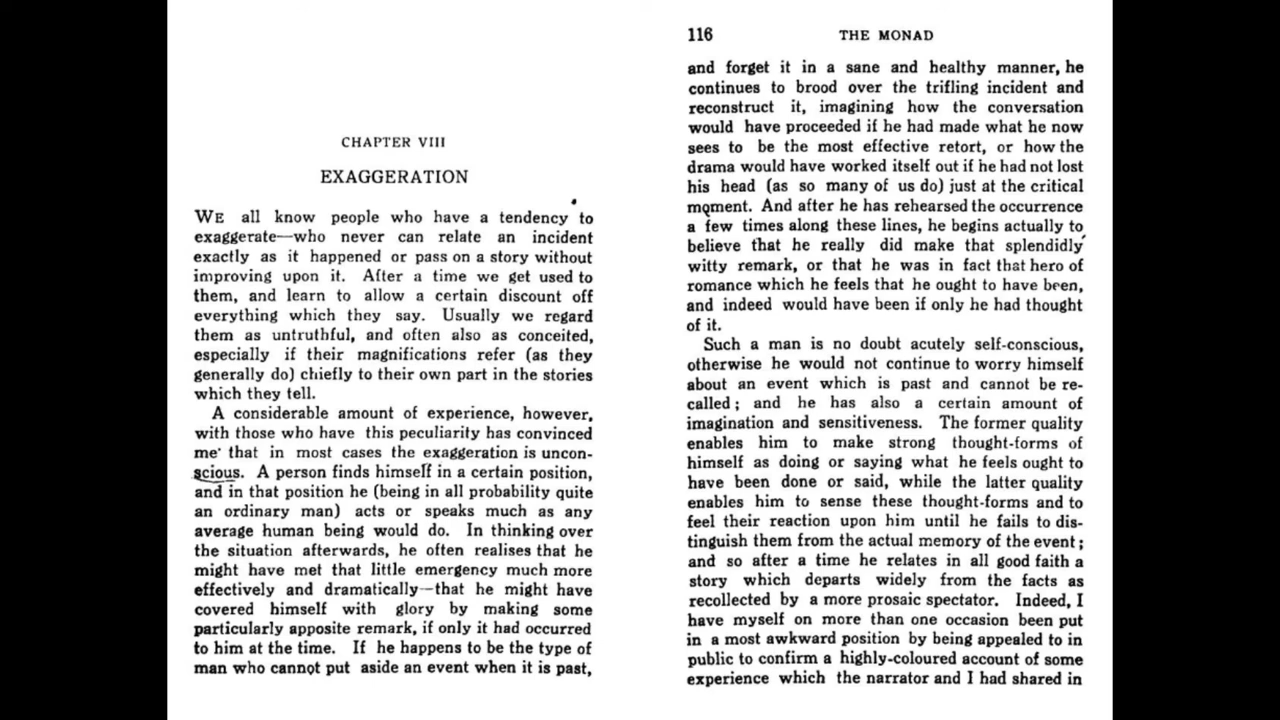 CHAPTER VIII
EXAGGERATION
WE all know people who have a tendency to
exaggerate—who never can relate an incident
exactly as it happened or pass on a story without
improving upon it. After a time we get used to
them, and learn to allow a certain discount off
everything which they say. Usually we regard
them as untruthful, and often also as conceited,
especially if their magnifications refer (as they
generally do) chiefly to their own part in the stories
which they tell.
A considerable amount of experience, however,
with those who have this peculiarity has convinced
me that in most cases the exaggeration is uncon-
scious. A person finds himself in a certain position,
and in that position he (being in all probability quite
an ordinary man) acts or speaks much as any
average human being would do. In thinking over
the situation afterwards, he often realises that he
might have met that little emergency much more
effectively and dramatically—that he might have
covered himself with glory by making some
particularly apposite remark, if only it had occurred
to him at the time. If he happens to be the type of
man who cannot put aside an event when it is past,
116 THE MONAD
and forget it in a sane and healthy manner, he
continues to brood over the trifling incident and
reconstruct it, imagining how the conversation
would have proceeded if he had made what he now
sees to be the most effective retort, or how the
drama would have worked itself out if he had not lost
his head (as so many of us do) just at the critical
moment. And after he has rehearsed the occurrence
a few times along these lines, he begins actually to
believe that he really did make that splendidly
witty remark, or that he was in fact that hero of
romance which he feels that he ought to have been,
and indeed would have been if only he had thought
of it.
Such a man is no doubt acutely self-conscious,
otherwise he would not continue to worry himself
about an event which is past and cannot be re-
called; and he has also a certain amount of
imagination and sensitiveness. The former quality
enables him to make strong thought-forms of
himself as doing or saying what he feels ought to
have been done or said, while the latter quality
enables him to sense these thought-forms and to
feel their reaction upon him until he fails to dis-
tinguish them from the actual memory of the event;
and so after a time he relates in all good faith a
story which departs widely from the facts as
recollected by a more prosaic spectator. Indeed, I
have myself on more than one occasion been put
in a most awkward position by being appealed to in
public to confirm a highly-coloured account of some
experience which the narrator and I had shared in